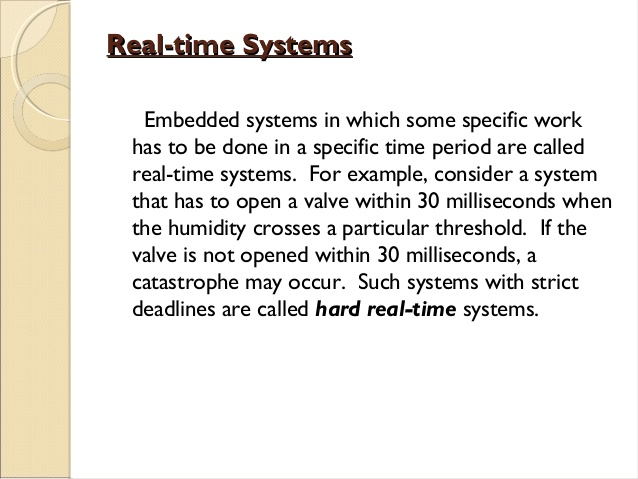 Real-time Systems
Embedded systems in which some specific work
has to be done in a specific time period are called
real-time systems.  For example, consider a system
that has to open a valve within 30 milliseconds when
the humidity crosses a particular threshold.  If the
valve is not opened within 30 milliseconds, a
catastrophe may occur.  Such systems with strict
deadlines are called hard real-time systems.